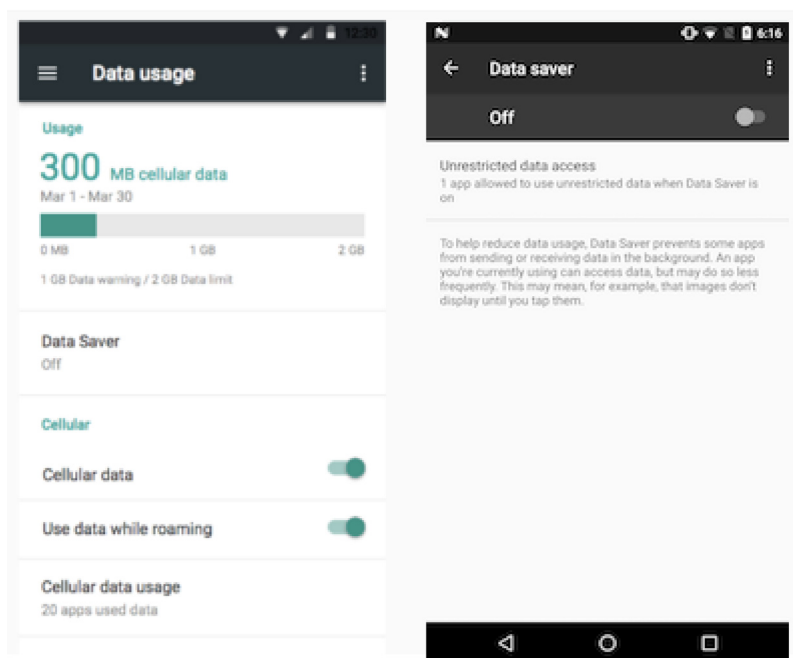 12:30
Data usage
Usage
300 MB cellular data
Mar 1 - Mar 30
0 MB 1 GB 2 GB
1 GB Data warning / 2 GB Data limit
Data Saver
Off
Cellular
Cellular data
Use data while roaming
Cellular data usage
20 apps used data
6:16
Data saver
Off
Unrestricted data access
1 app allowed to use unrestricted data when Data Saver is
on
To help reduce data usage, Data Saver prevents some apps
from sending or receiving data in the background. An app
you're currently using can access data, but may do so less
frequently. This may mean, for example, that images don't
display until you tap them.